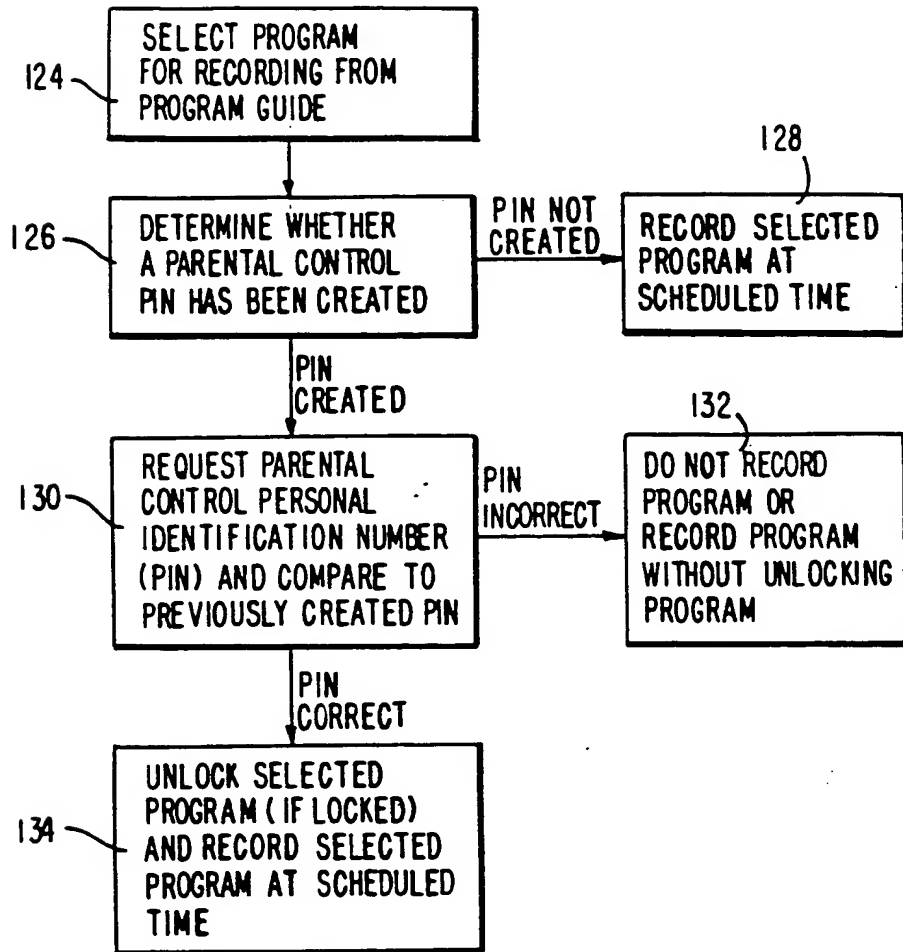 SELECT PROGRAM
FOR RECORDING FROM
PROGRAM GUIDE
124
128
126
DETERMINE WHETHER
A PARENTAL CONTROL
PIN HAS BEEN CREATED
PIN NOT
CREATED
RECORD SELECTED
PROGRAM AT
SCHEDULED TIME
PIN
CREATED
132
130
REQUEST PARENTAL
CONTROL PERSONAL
IDENTIFICATION NUMBER
(PIN) AND COMPARE TO
PREVIOUSLY CREATED PIN
PIN
INCORRECT
DO NOT RECORD
PROGRAM OR
RECORD PROGRAM
WITHOUT UNLOCKING
PROGRAM
PIN
CORRECT
134
UNLOCK SELECTED
PROGRAM (IF LOCKED)
AND RECORD SELECTED
PROGRAM AT SCHEDULED
TIME